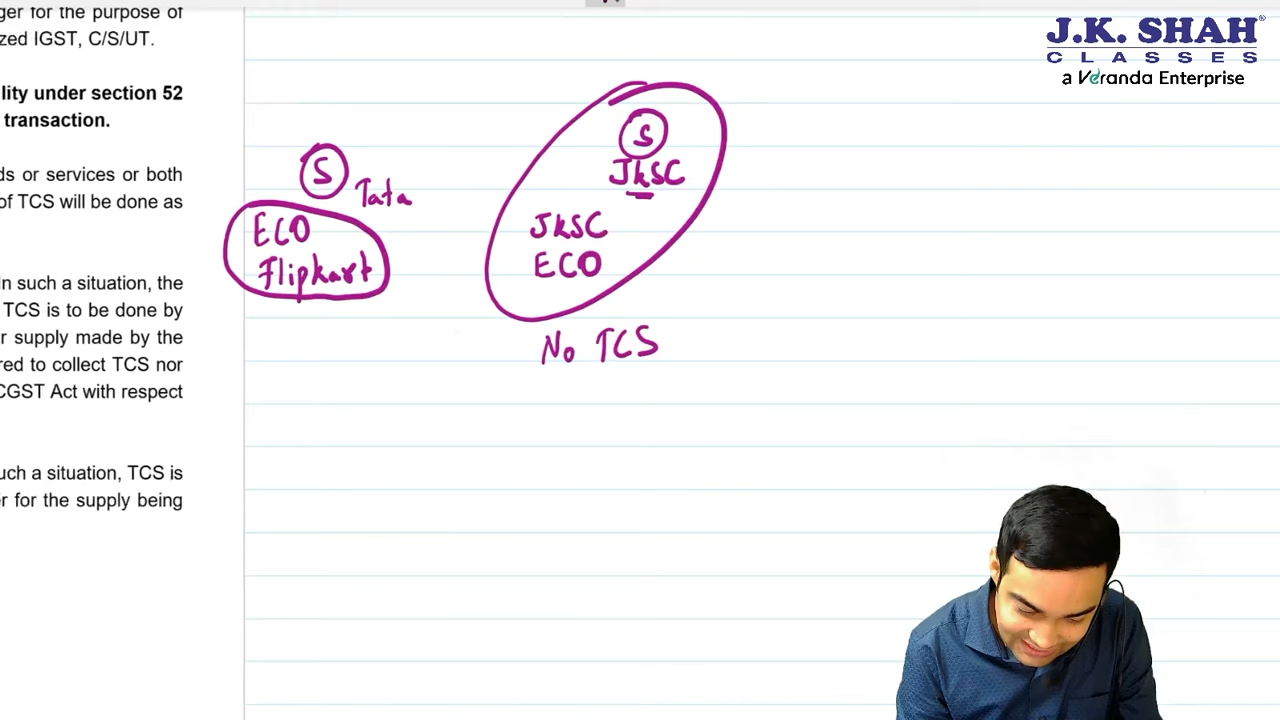 ger for the purpose of
zed IGST, C/S/UT.
lity under section 52
transaction.
ds or services or both
of TCS will be done as
In such a situation, the
TCS is to be done by
r supply made by the
red to collect TCS nor
CGST Act with respect
uch a situation, TCS is
er for the supply being
S
Tata
ECO
Flipkart
S
JKSC
JKSC
ECO
No TCS
J.K. SHAH®
CLASSES
a Veranda Enterprise